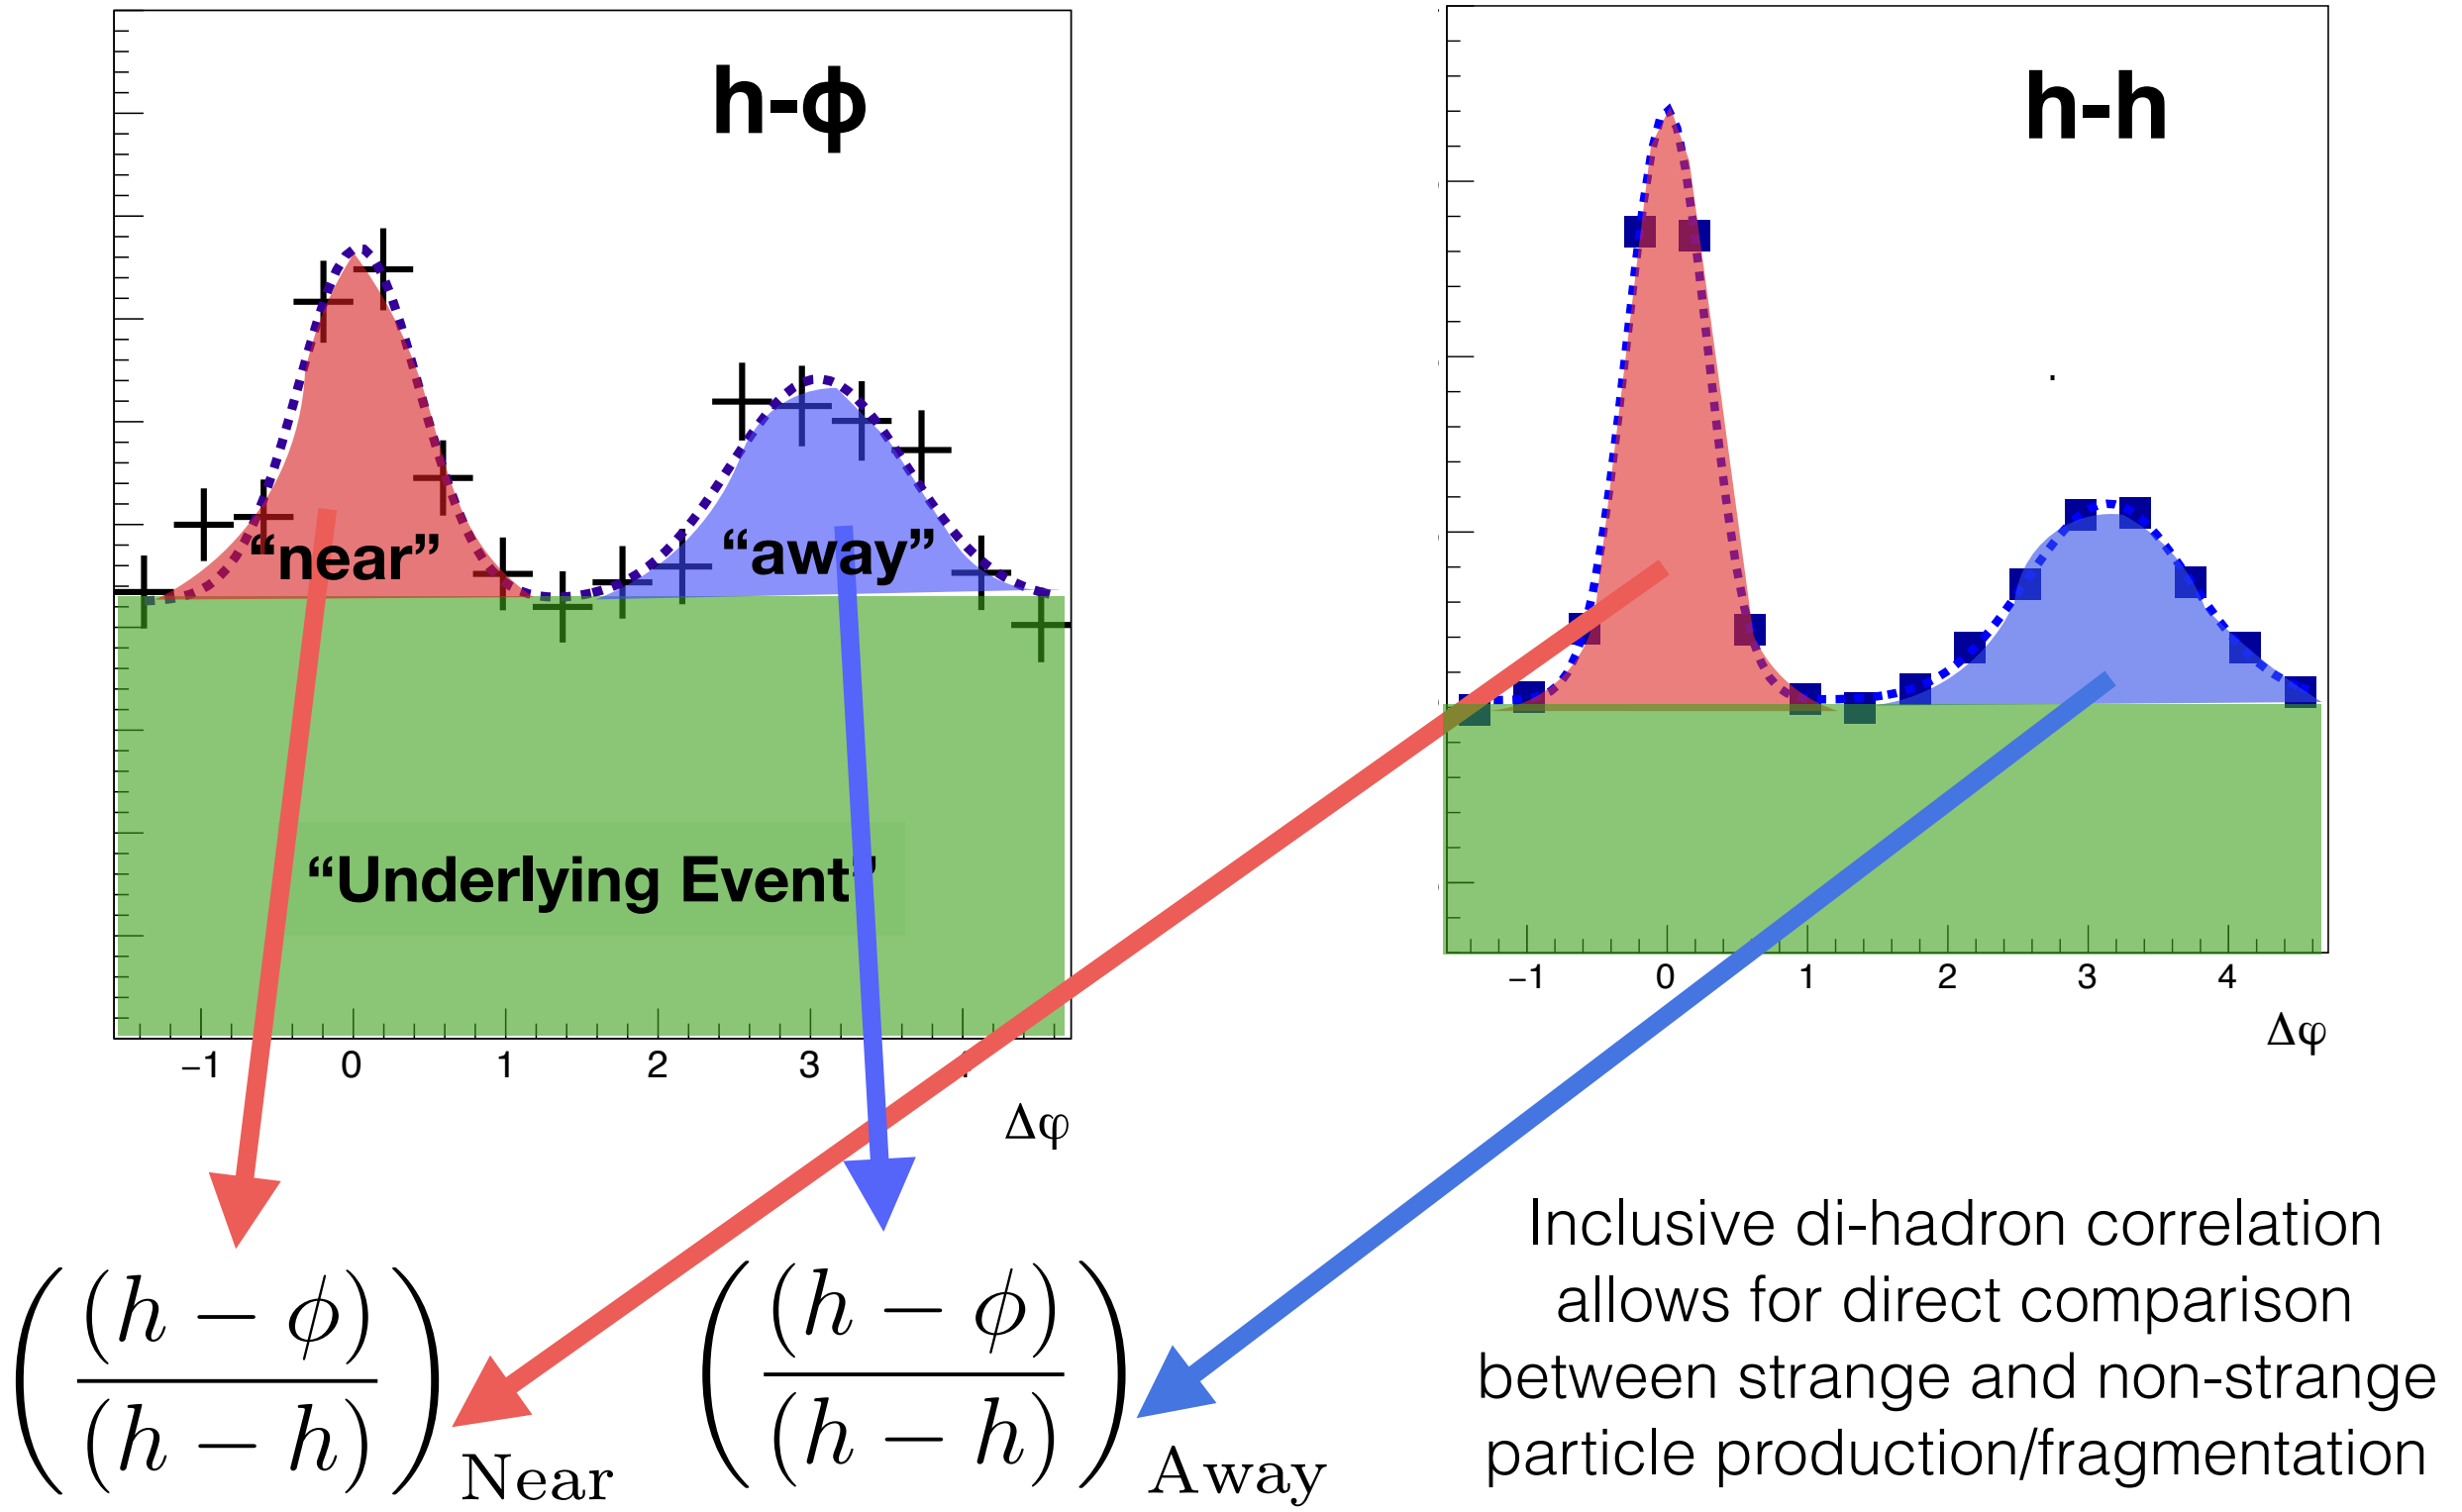 h-ϕ
“near”
“away”
“Underlying Event”
−1 0 1 2 3
Δφ
h-h
−1 0 1 2 3 4
Δφ
((h − ϕ)/(h − h))Near
((h − ϕ)/(h − h))Away
Inclusive di-hadron correlation
allows for direct comparison
between strange and non-strange
particle production/fragmentation